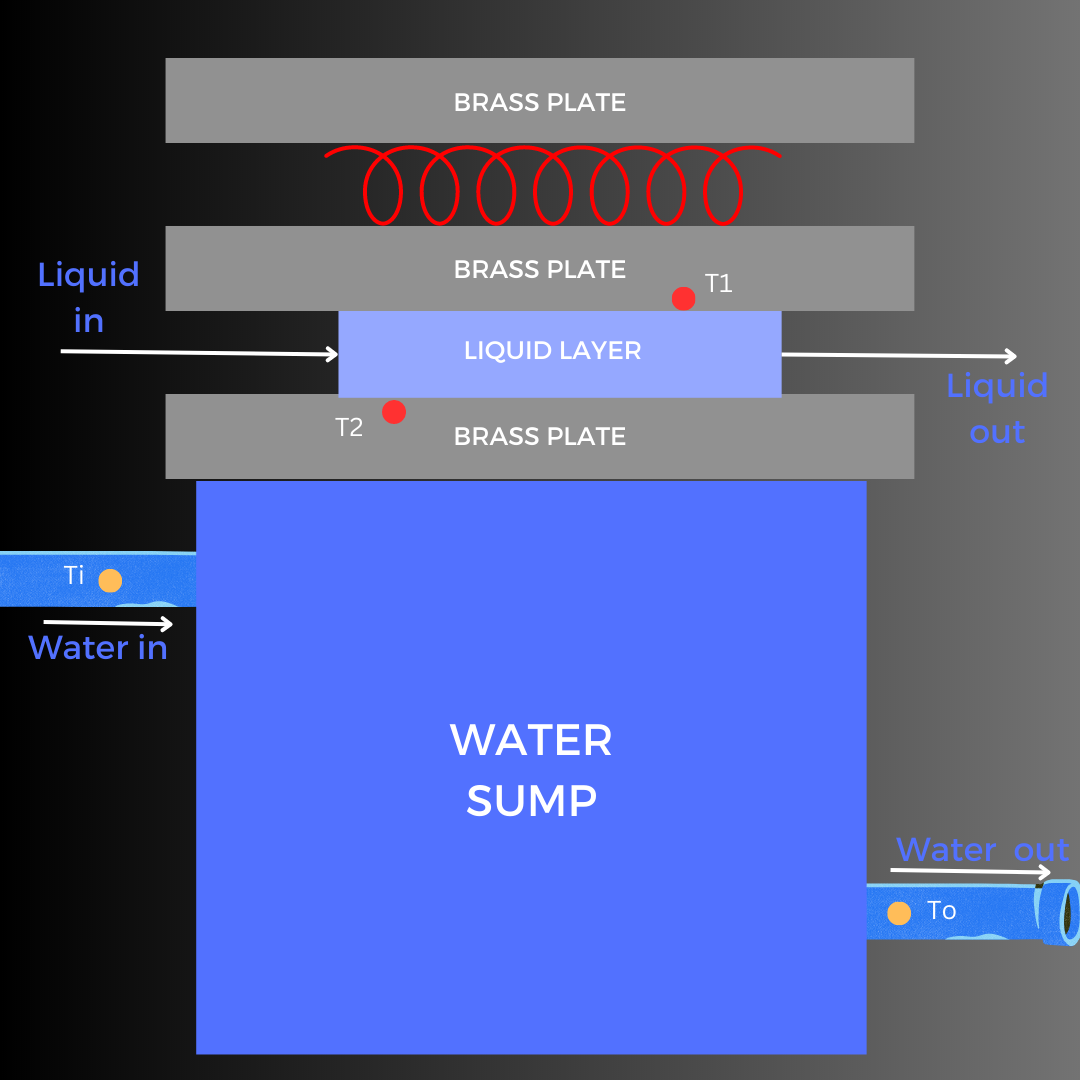 BRASS PLATE
BRASS PLATE
T1
Liquid
in
LIQUID LAYER
Liquid
out
T2
BRASS PLATE
Ti
Water in
WATER
SUMP
Water out
To